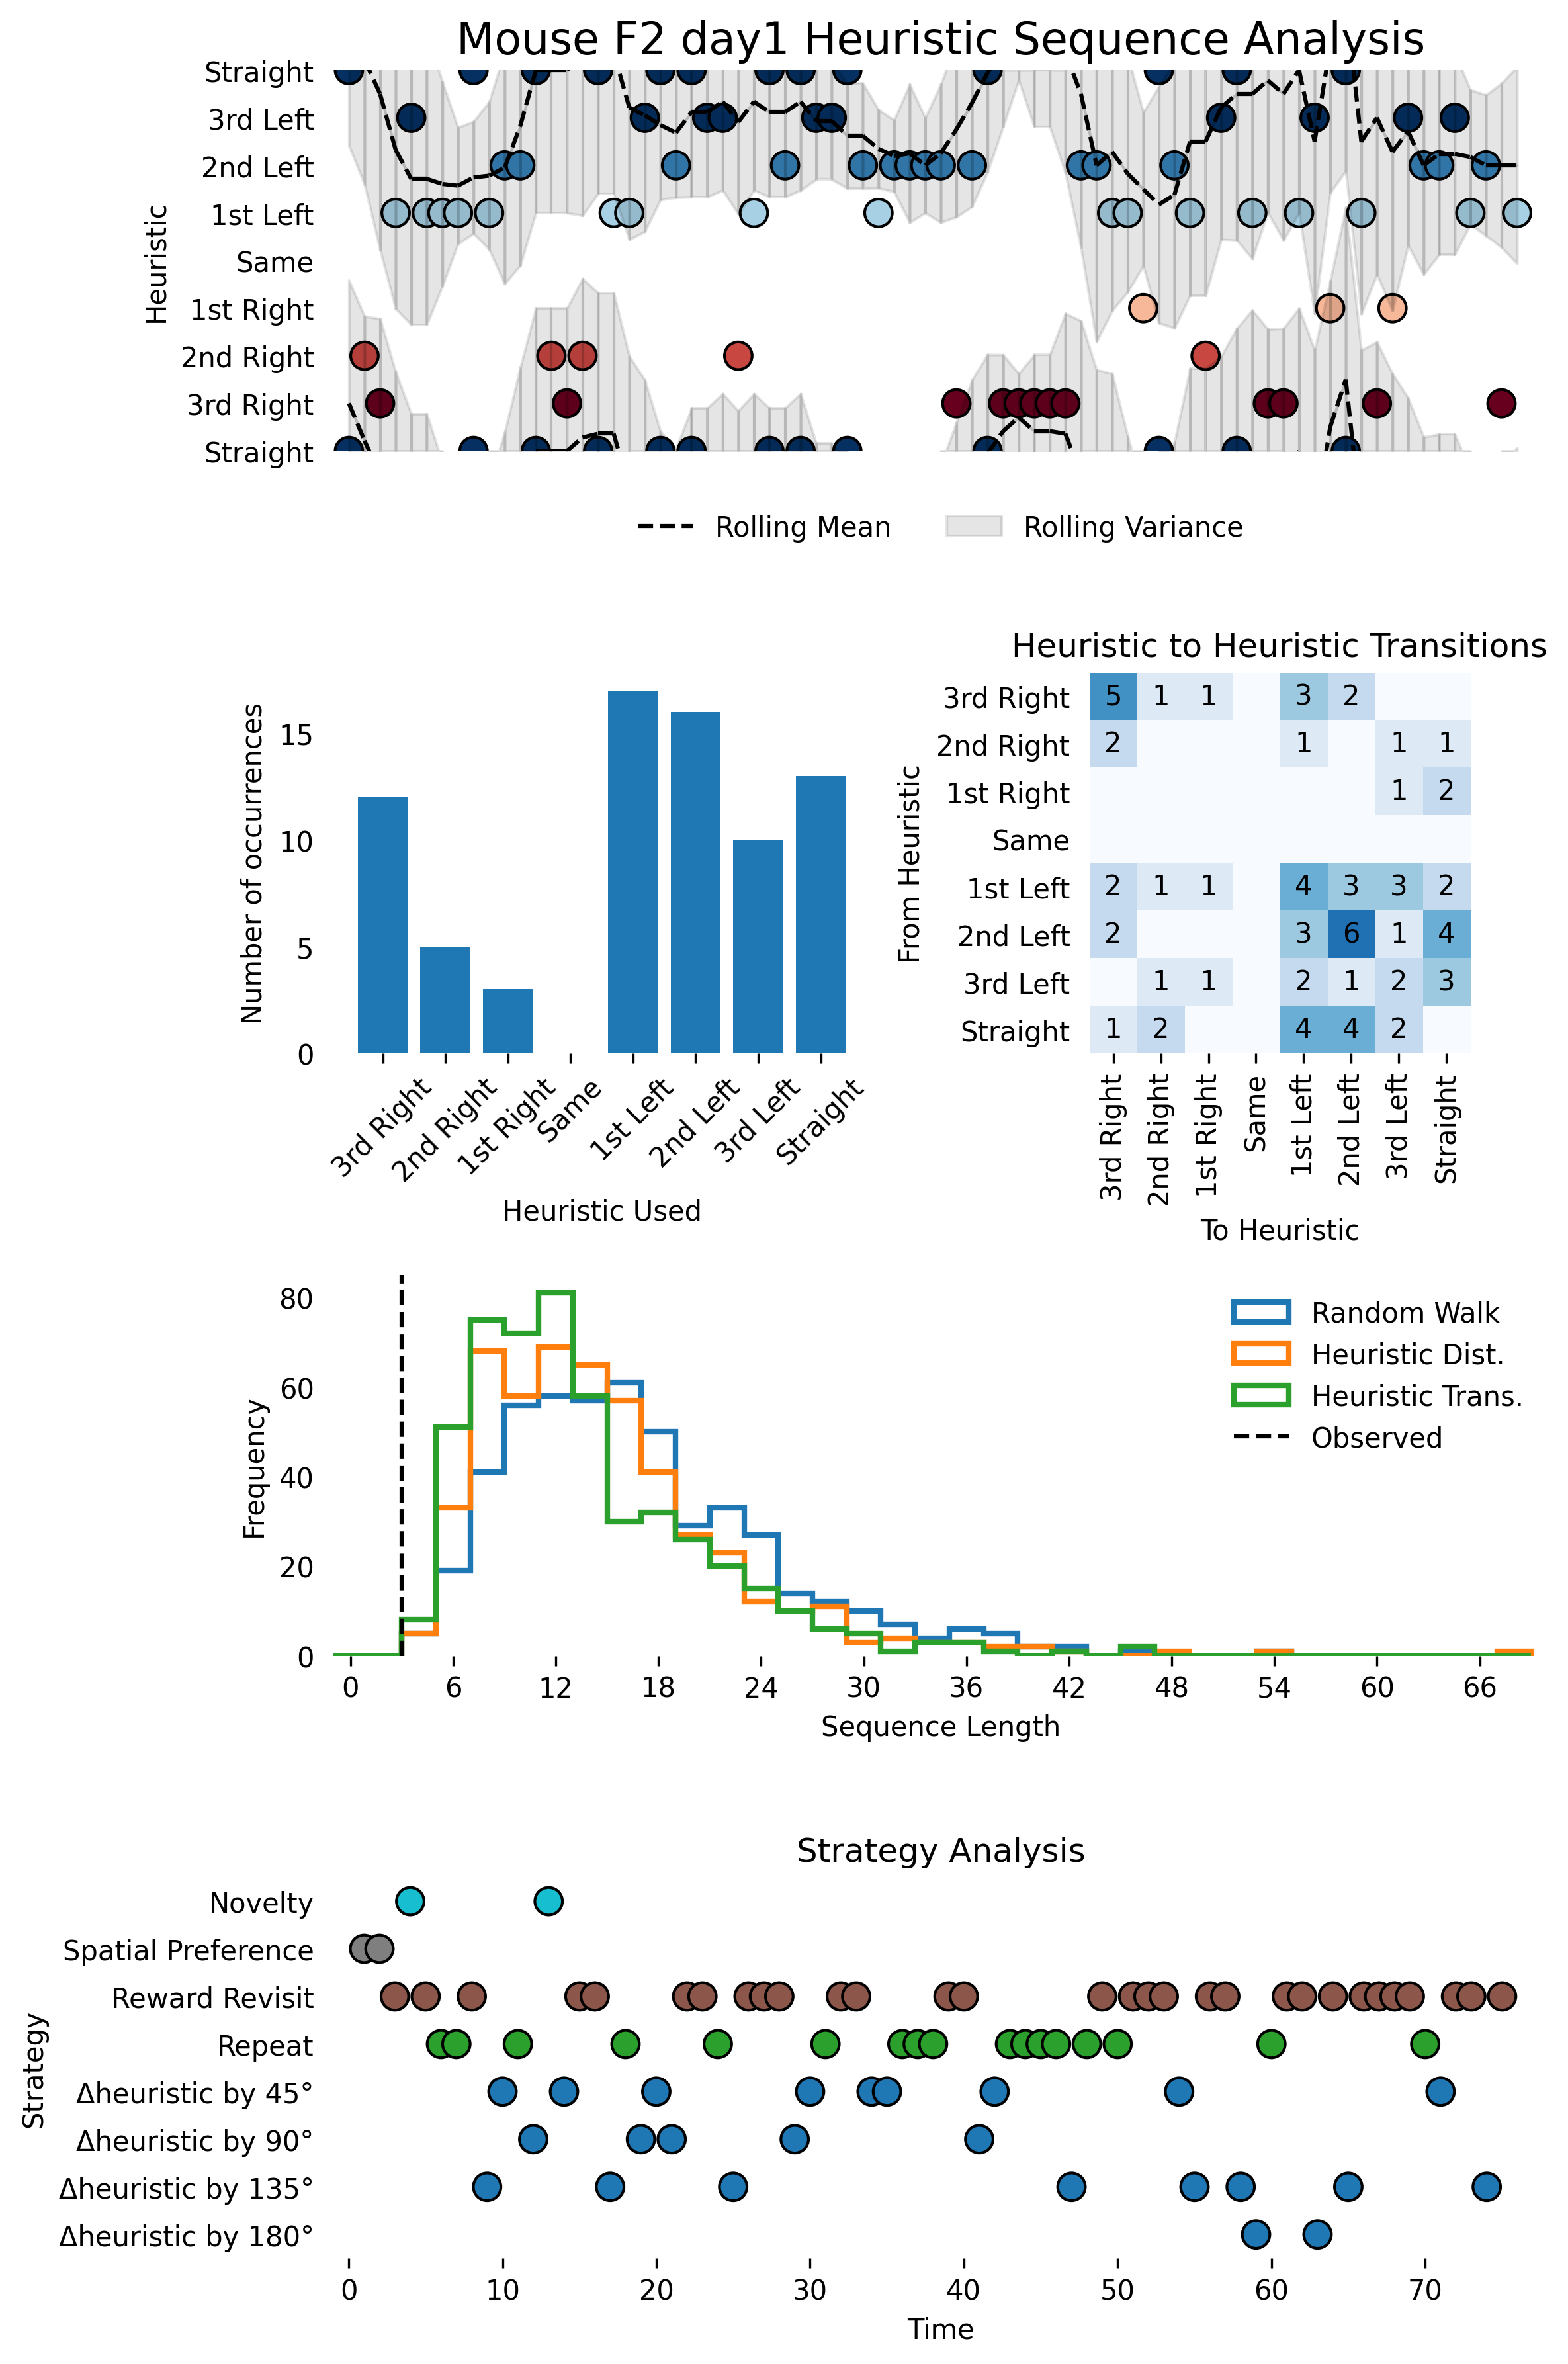 Mouse F2 day1 Heuristic Sequence Analysis
Straight
3rd Left
2nd Left
1st Left
Same
1st Right
2nd Right
3rd Right
Straight
Heuristic
Rolling Mean
Rolling Variance
Number of occurrences
15
10
5
0
3rd Right
2nd Right
1st Right
Same
1st Left
2nd Left
3rd Left
Straight
Heuristic Used
Heuristic to Heuristic Transitions
From Heuristic
3rd Right 5 1 1 3 2
2nd Right 2 1 1 1
1st Right 1 2
Same
1st Left 2 1 1 4 3 3 2
2nd Left 2 3 6 1 4
3rd Left 1 1 2 1 2 3
Straight 1 2 4 4 2
3rd Right
2nd Right
1st Right
Same
1st Left
2nd Left
3rd Left
Straight
To Heuristic
Frequency
80
60
40
20
0
0 6 12 18 24 30 36 42 48 54 60 66
Sequence Length
Random Walk
Heuristic Dist.
Heuristic Trans.
Observed
Strategy Analysis
Strategy
Novelty
Spatial Preference
Reward Revisit
Repeat
Δheuristic by 45°
Δheuristic by 90°
Δheuristic by 135°
Δheuristic by 180°
0 10 20 30 40 50 60 70
Time